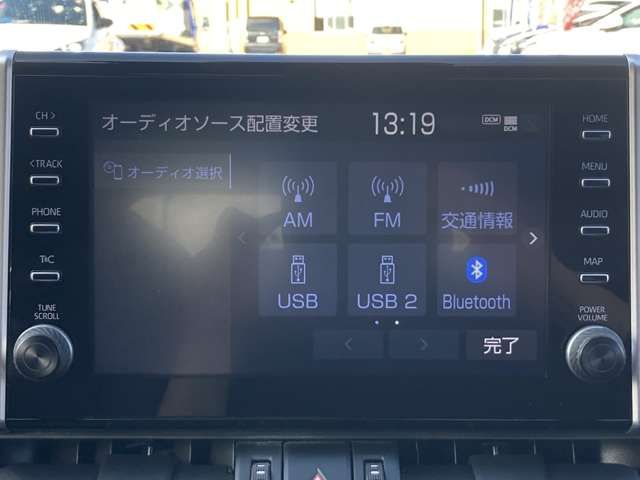 CH >
<TRACK
PHONE
T&C
TUNE
SCROLL
オーディオソース配置変更
13:19
DCM
DCM
オーディオ選択
AM
FM
交通情報
USB
USB 2
Bluetooth
<
>
完了
HOME
MENU
AUDIO
MAP
POWER
VOLUME